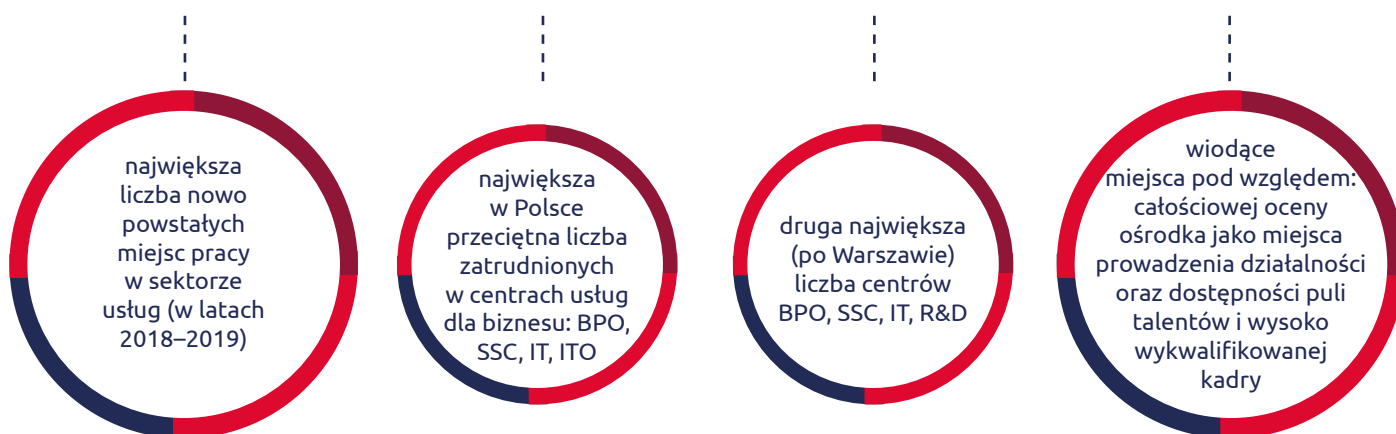 największa
liczba nowo
powstałych
miejsc pracy
w sektorze
usług (w latach
2018–2019)
największa
w Polsce
przeciętna liczba
zatrudnionych
w centrach usług
dla biznesu: BPO,
SSC, IT, ITO
druga największa
(po Warszawie)
liczba centrów
BPO, SSC, IT, R&D
wiodące
miejsca pod względem:
całościowej oceny
ośrodka jako miejsca
prowadzenia działalności
oraz dostępności puli
talentów i wysoko
wykwalifikowanej
kadry